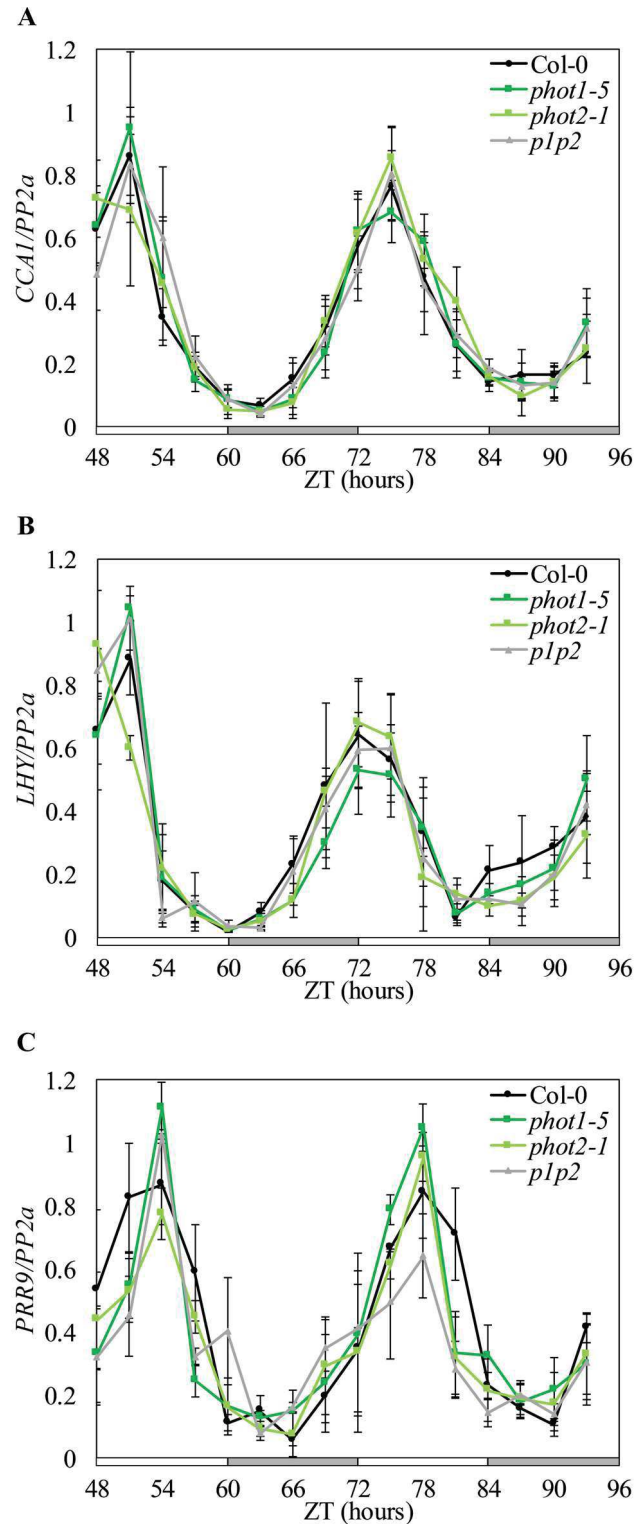 A
1.2
1
0.8
0.6
0.4
0.2
0
CCA1/PP2a
Col-0
phot1-5
phot2-1
p1p2
48 54 60 66 72 78 84 90 96
ZT (hours)
B
1.2
1
0.8
0.6
0.4
0.2
0
LHY/PP2a
Col-0
phot1-5
phot2-1
p1p2
48 54 60 66 72 78 84 90 96
ZT (hours)
C
1.2
1
0.8
0.6
0.4
0.2
0
PRR9/PP2a
Col-0
phot1-5
phot2-1
p1p2
48 54 60 66 72 78 84 90 96
ZT (hours)